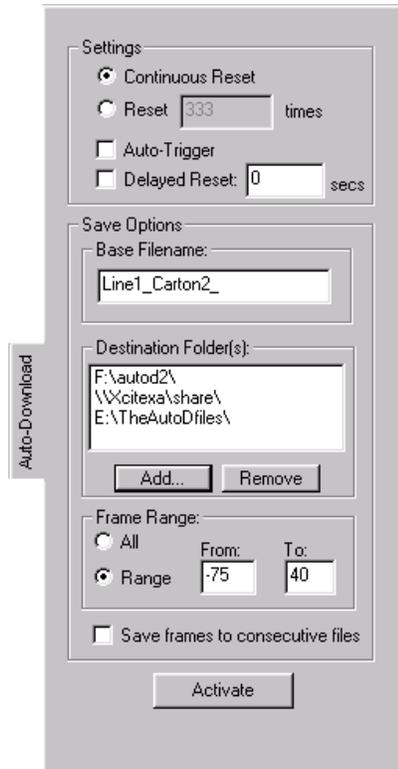 Settings
Continuous Reset
Reset 333 times
Auto-Trigger
Delayed Reset: 0 secs
Save Options
Base Filename:
Line1_Carton2_
Auto-Download
Destination Folder(s):
F:\autod2\
\\Xcitexa\share\
E:\TheAutoDfiles\
Add... Remove
Frame Range:
All
From: To:
Range -75 40
Save frames to consecutive files
Activate